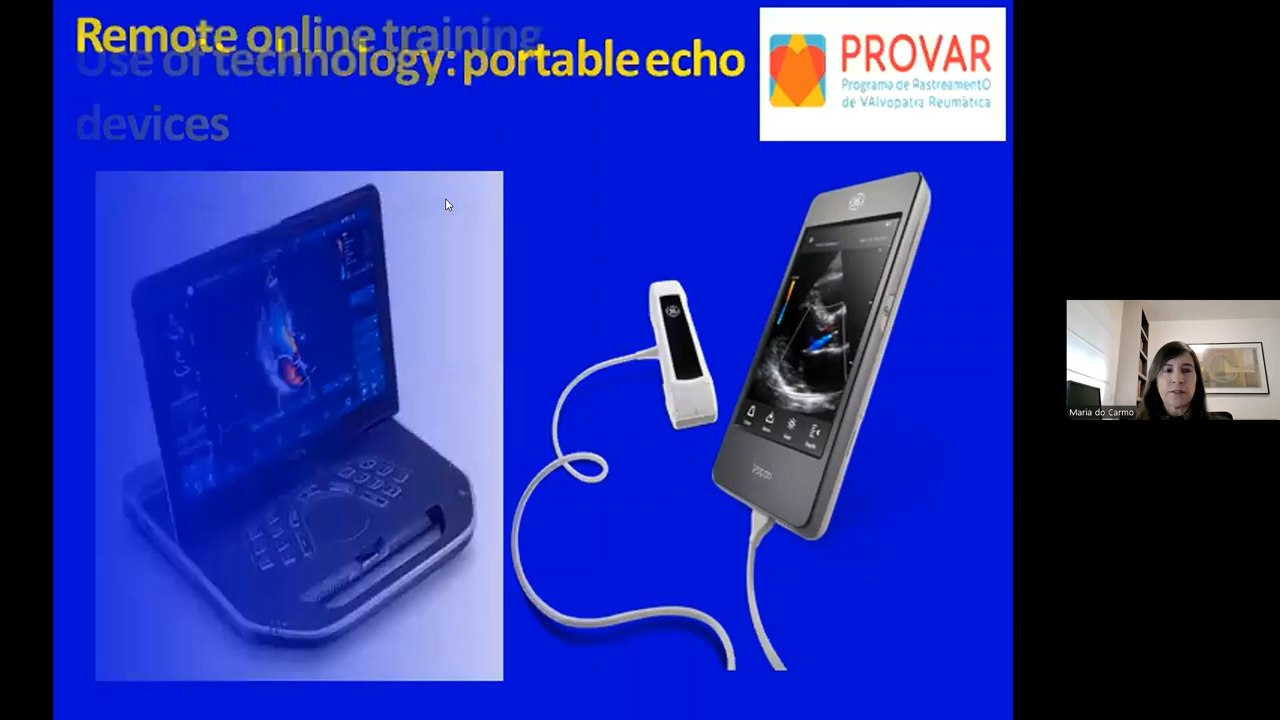 Remote online training
Use of technology: portable echo
devices
PROVAR
Programa de RastreamentO
de VAlvopatia Reumática
Vscan
Maria do Carmo